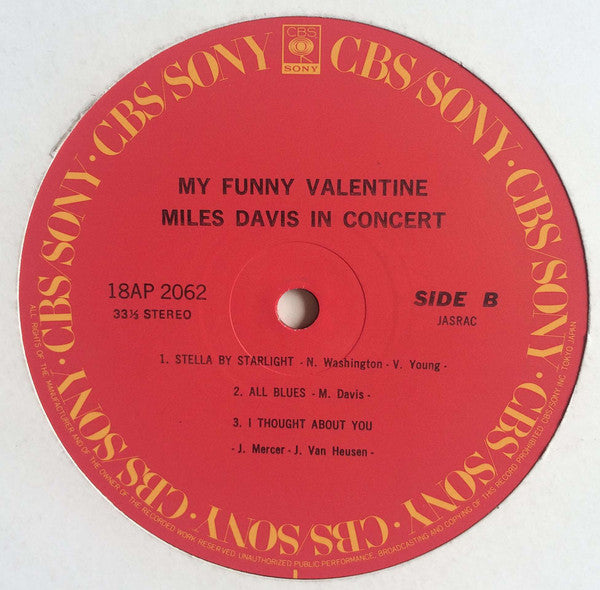 CBS
SONY
CBS/SONY · CBS/SONY · CBS/SONY · CBS/SONY · CBS/SONY · CBS/SONY · CBS/SONY · CBS/SONY
MY FUNNY VALENTINE
MILES DAVIS IN CONCERT
18AP 2062
33⅓ STEREO
SIDE B
JASRAC
1. STELLA BY STARLIGHT - N. Washington - V. Young -
2. ALL BLUES - M. Davis -
3. I THOUGHT ABOUT YOU
- J. Mercer - J. Van Heusen -
ALL RIGHTS OF THE MANUFACTURER AND OF THE OWNER OF THE RECORDED WORK RESERVED. UNAUTHORIZED PUBLIC PERFORMANCE, BROADCASTING AND COPYING OF THIS RECORD PROHIBITED. CBS/SONY INC. TOKYO JAPAN